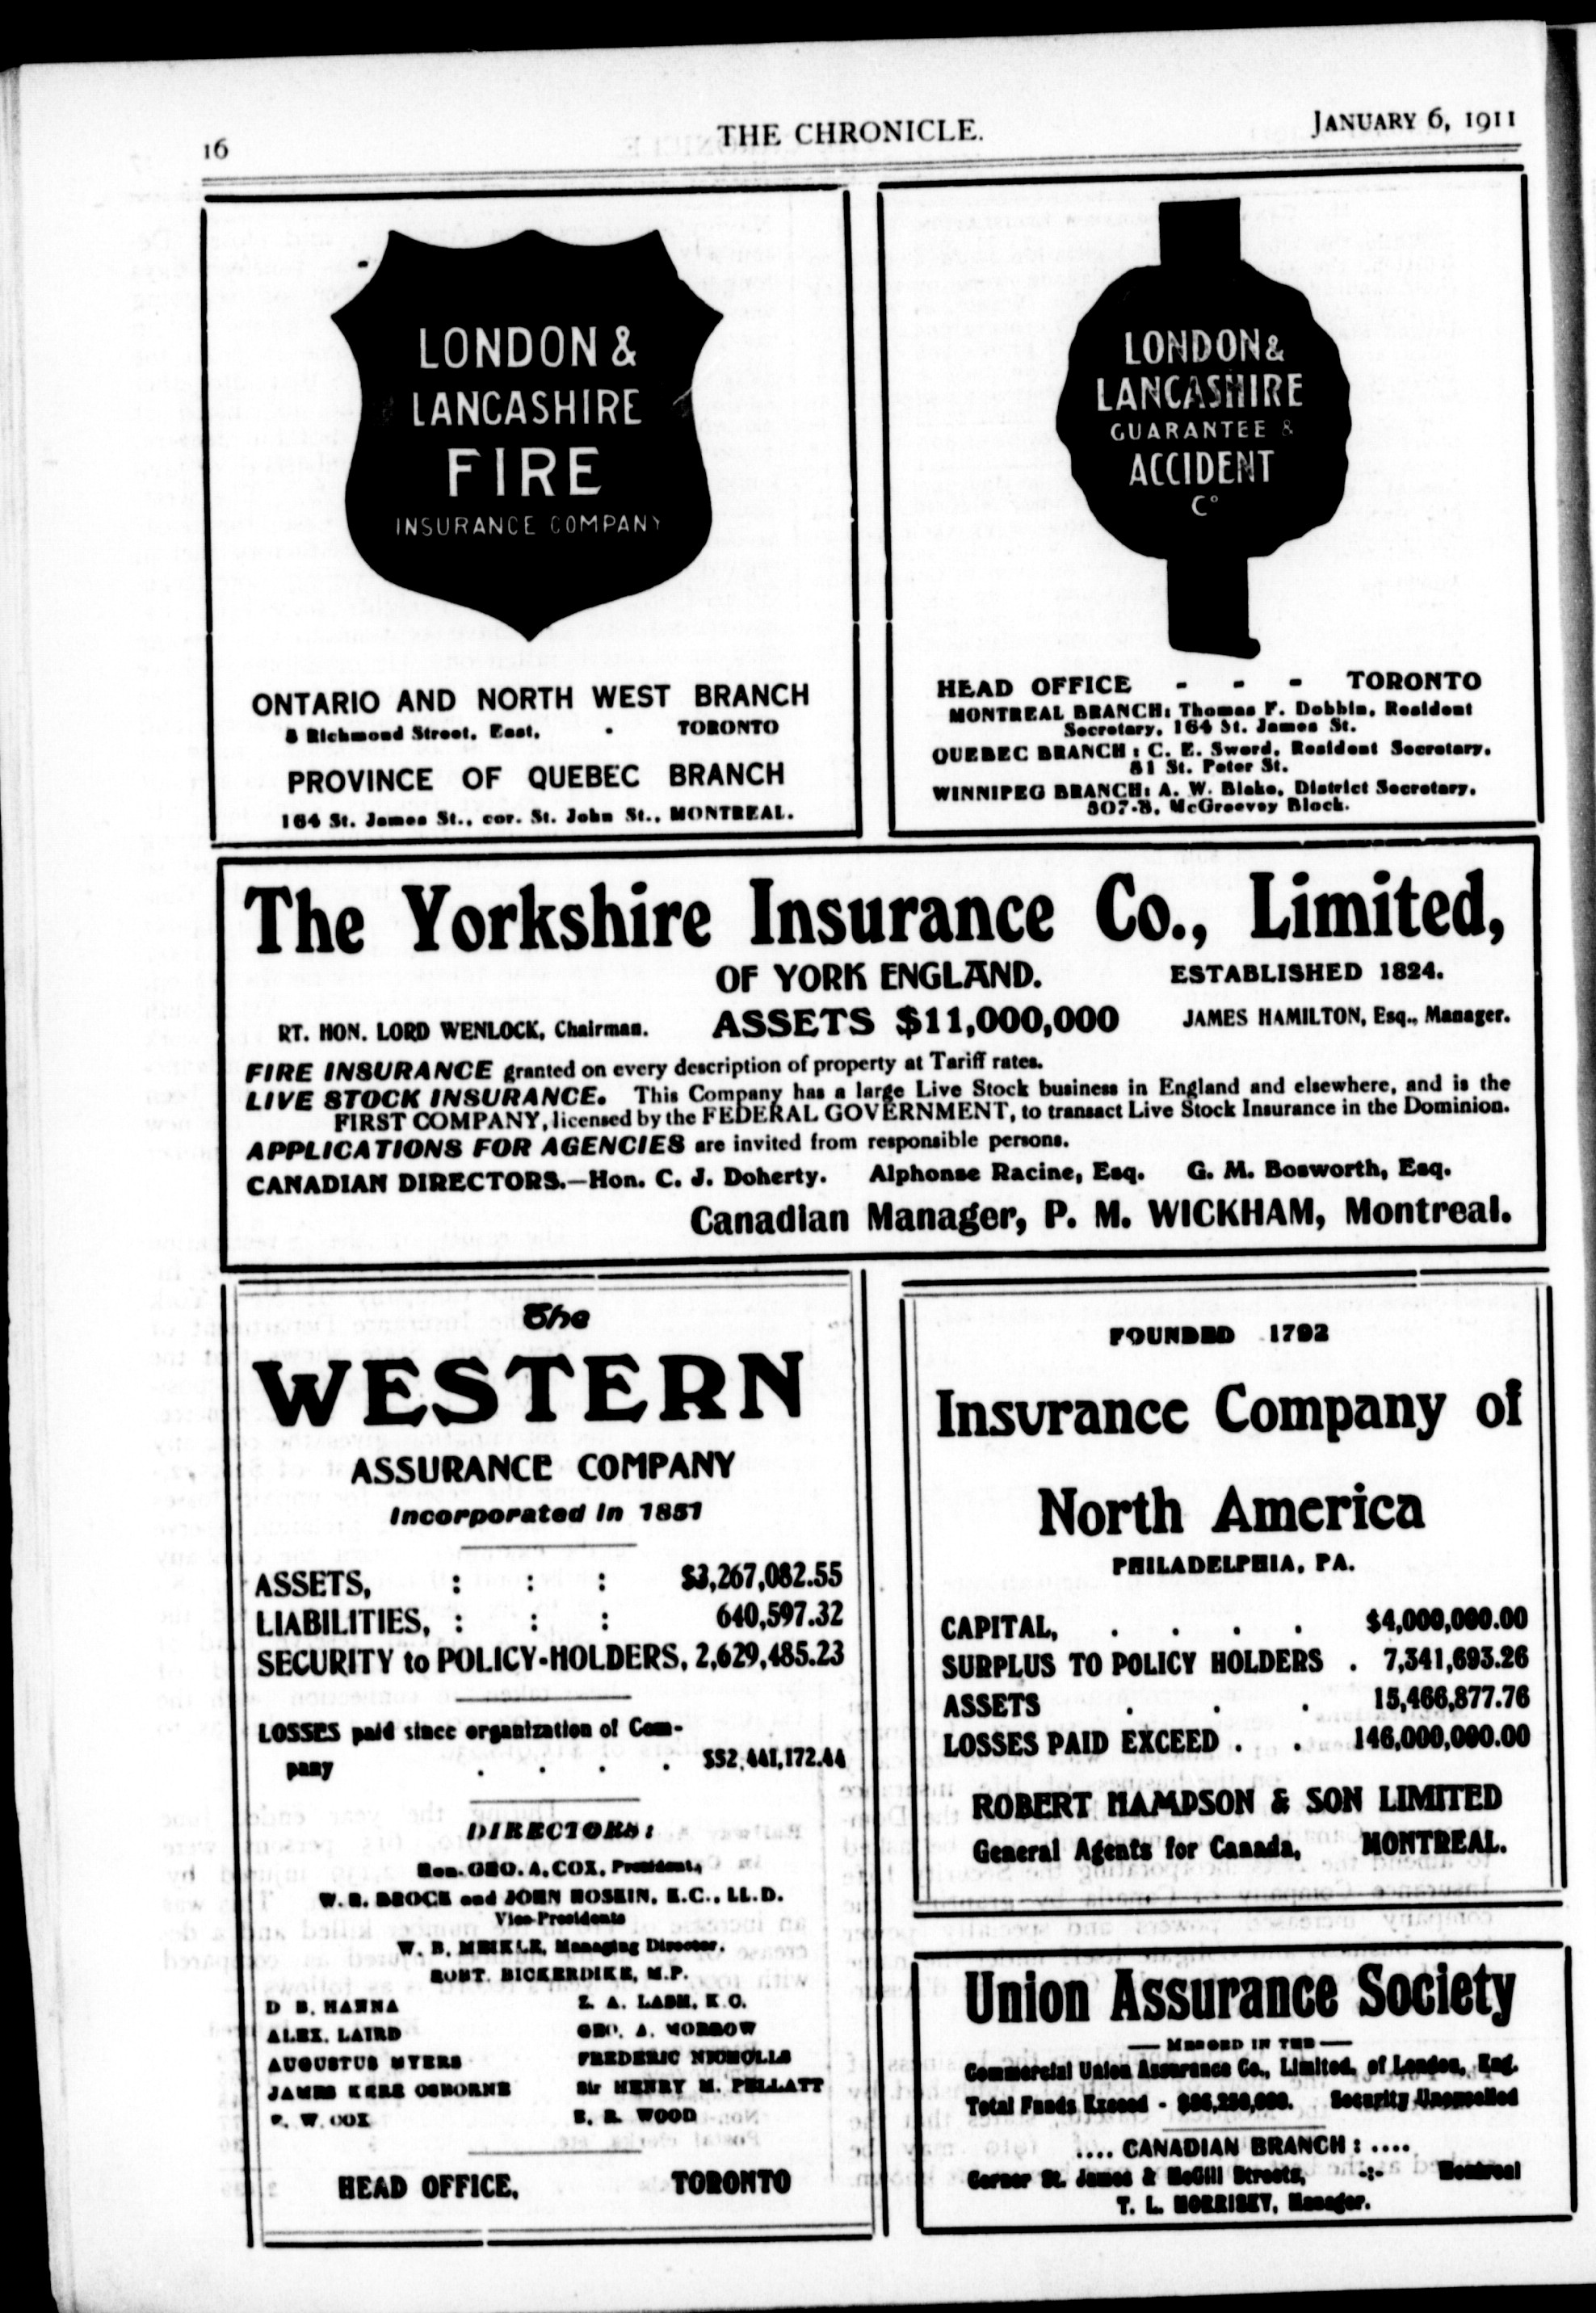 16
THE CHRONICLE.
JANUARY 6, 1911
LONDON &
LANCASHIRE
FIRE
INSURANCE COMPANY
ONTARIO AND NORTH WEST BRANCH
8 Richmond Street, East, . TORONTO
PROVINCE OF QUEBEC BRANCH
164 St. James St., cor. St. John St., MONTREAL.
LONDON &
LANCASHIRE
GUARANTEE &
ACCIDENT
Co
HEAD OFFICE - - - TORONTO
MONTREAL BRANCH: Thomas F. Dobbin, Resident
Secretary, 164 St. James St.
QUEBEC BRANCH: C. E. Sword, Resident Secretary,
81 St. Peter St.
WINNIPEG BRANCH: A. W. Blake, District Secretary,
507-8, McGreevey Block.
The Yorkshire Insurance Co., Limited,
OF YORK ENGLAND. ESTABLISHED 1824.
RT. HON. LORD WENLOCK, Chairman. ASSETS $11,000,000 JAMES HAMILTON, Esq., Manager.
FIRE INSURANCE granted on every description of property at Tariff rates.
LIVE STOCK INSURANCE. This Company has a large Live Stock business in England and elsewhere, and is the
FIRST COMPANY, licensed by the FEDERAL GOVERNMENT, to transact Live Stock Insurance in the Dominion.
APPLICATIONS FOR AGENCIES are invited from responsible persons.
CANADIAN DIRECTORS.—Hon. C. J. Doherty. Alphonse Racine, Esq. G. M. Bosworth, Esq.
Canadian Manager, P. M. WICKHAM, Montreal.
The
WESTERN
ASSURANCE COMPANY
Incorporated in 1851
ASSETS, : : : $3,267,082.55
LIABILITIES, : : : 640,597.32
SECURITY to POLICY-HOLDERS, 2,629,485.23
LOSSES paid since organization of Com-
pany . . . . $52,441,172.44
DIRECTORS:
Hon. GEO. A. COX, President,
W. R. BROCK and JOHN HOSKIN, K.C., LL.D.
Vice-Presidents
W. B. MEIKLE, Managing Director.
ROBT. BICKERDIKE, M.P.
D B. HANNA Z. A. LASH, K.C.
ALEX. LAIRD GEO. A. MORROW
AUGUSTUS MYERS FREDERIC NICHOLLS
JAMES KERR OSBORNE Sir HENRY M. PELLATT
E. W. COX E. R. WOOD
HEAD OFFICE, TORONTO
FOUNDED 1792
Insurance Company of
North America
PHILADELPHIA, PA.
CAPITAL, . . . . $4,000,000.00
SURPLUS TO POLICY HOLDERS . 7,341,693.26
ASSETS . . . 15,466,877.76
LOSSES PAID EXCEED . . 146,000,000.00
ROBERT HAMPSON & SON LIMITED
General Agents for Canada, MONTREAL.
Union Assurance Society
— MERGED IN THE —
Commercial Union Assurance Co., Limited, of London, Eng.
Total Funds Exceed - $86,250,000. Security Unexcelled
.... CANADIAN BRANCH: ....
Corner St. James & McGill Streets, -:- Montreal
T. L. MORRISEY, Manager.